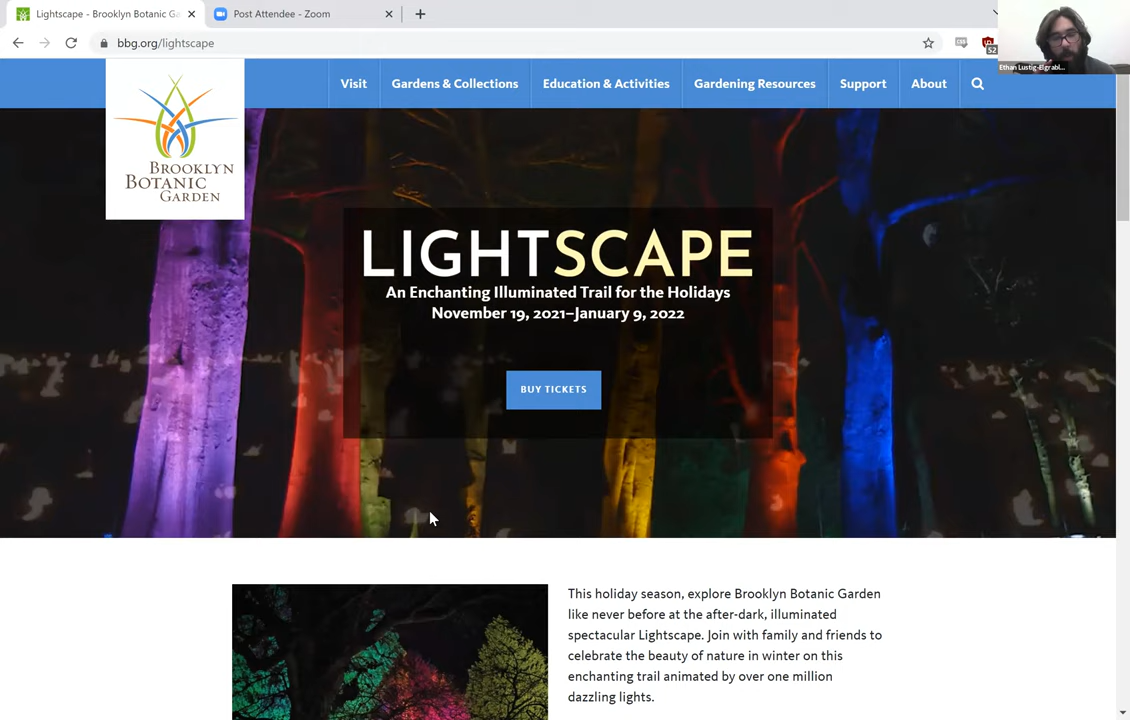 Lightscape - Brooklyn Botanic Ga
Post Attendee - Zoom
bbg.org/lightscape
52
Ethan Lustig-Elgrabl...
Visit
Gardens & Collections
Education & Activities
Gardening Resources
Support
About
BROOKLYN
BOTANIC
GARDEN
LIGHTSCAPE
An Enchanting Illuminated Trail for the Holidays
November 19, 2021–January 9, 2022
BUY TICKETS
This holiday season, explore Brooklyn Botanic Garden
like never before at the after-dark, illuminated
spectacular Lightscape. Join with family and friends to
celebrate the beauty of nature in winter on this
enchanting trail animated by over one million
dazzling lights.